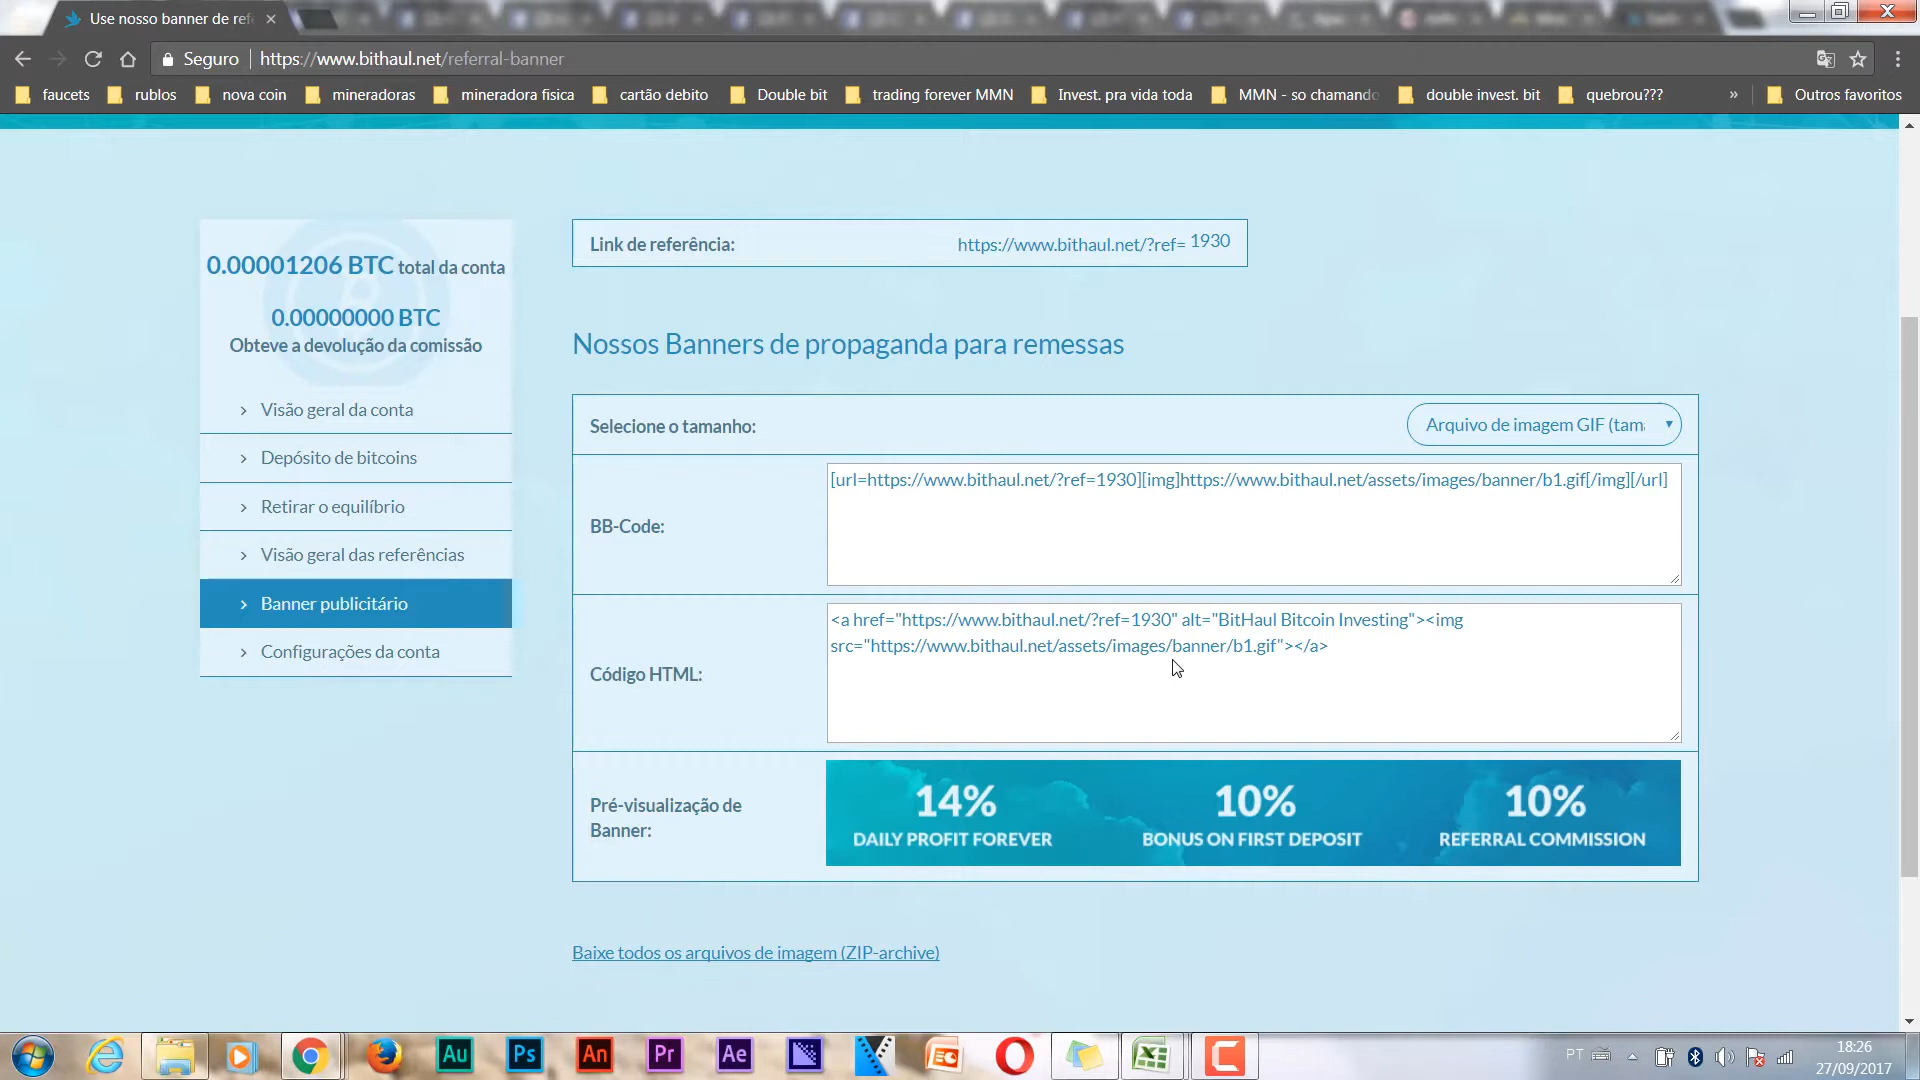 Use nosso banner de ref
Seguro
https://www.bithaul.net/referral-banner
faucets
rublos
nova coin
mineradoras
mineradora fisica
cartão debito
Double bit
trading forever MMN
Invest. pra vida toda
MMN - so chamando
double invest. bit
quebrou???
»
Outros favoritos
0.00001206 BTC total da conta
0.00000000 BTC
Obteve a devolução da comissão
Visão geral da conta
Depósito de bitcoins
Retirar o equilíbrio
Visão geral das referências
Banner publicitário
Configurações da conta
Link de referência: https://www.bithaul.net/?ref= 1930
Nossos Banners de propaganda para remessas
Selecione o tamanho: Arquivo de imagem GIF (tam
BB-Code:
[url=https://www.bithaul.net/?ref=1930][img]https://www.bithaul.net/assets/images/banner/b1.gif[/img][/url]
Código HTML:
<a href="https://www.bithaul.net/?ref=1930" alt="BitHaul Bitcoin Investing"><img
src="https://www.bithaul.net/assets/images/banner/b1.gif"></a>
Pré-visualização de
Banner:
14% 10% 10%
DAILY PROFIT FOREVER BONUS ON FIRST DEPOSIT REFERRAL COMMISSION
Baixe todos os arquivos de imagem (ZIP-archive)
Au
Ps
An
Pr
Ae
PT
18:26
27/09/2017